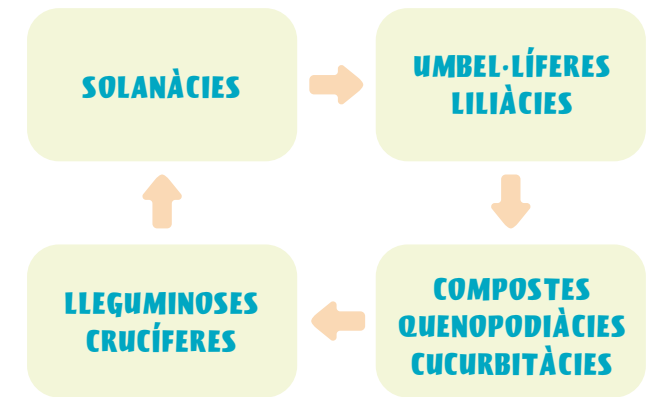 SOLANÀCIES
UMBEL·LÍFERES
LILIÀCIES
COMPOSTES
QUENOPODIÀCIES
CUCURBITÀCIES
LLEGUMINOSES
CRUCÍFERES